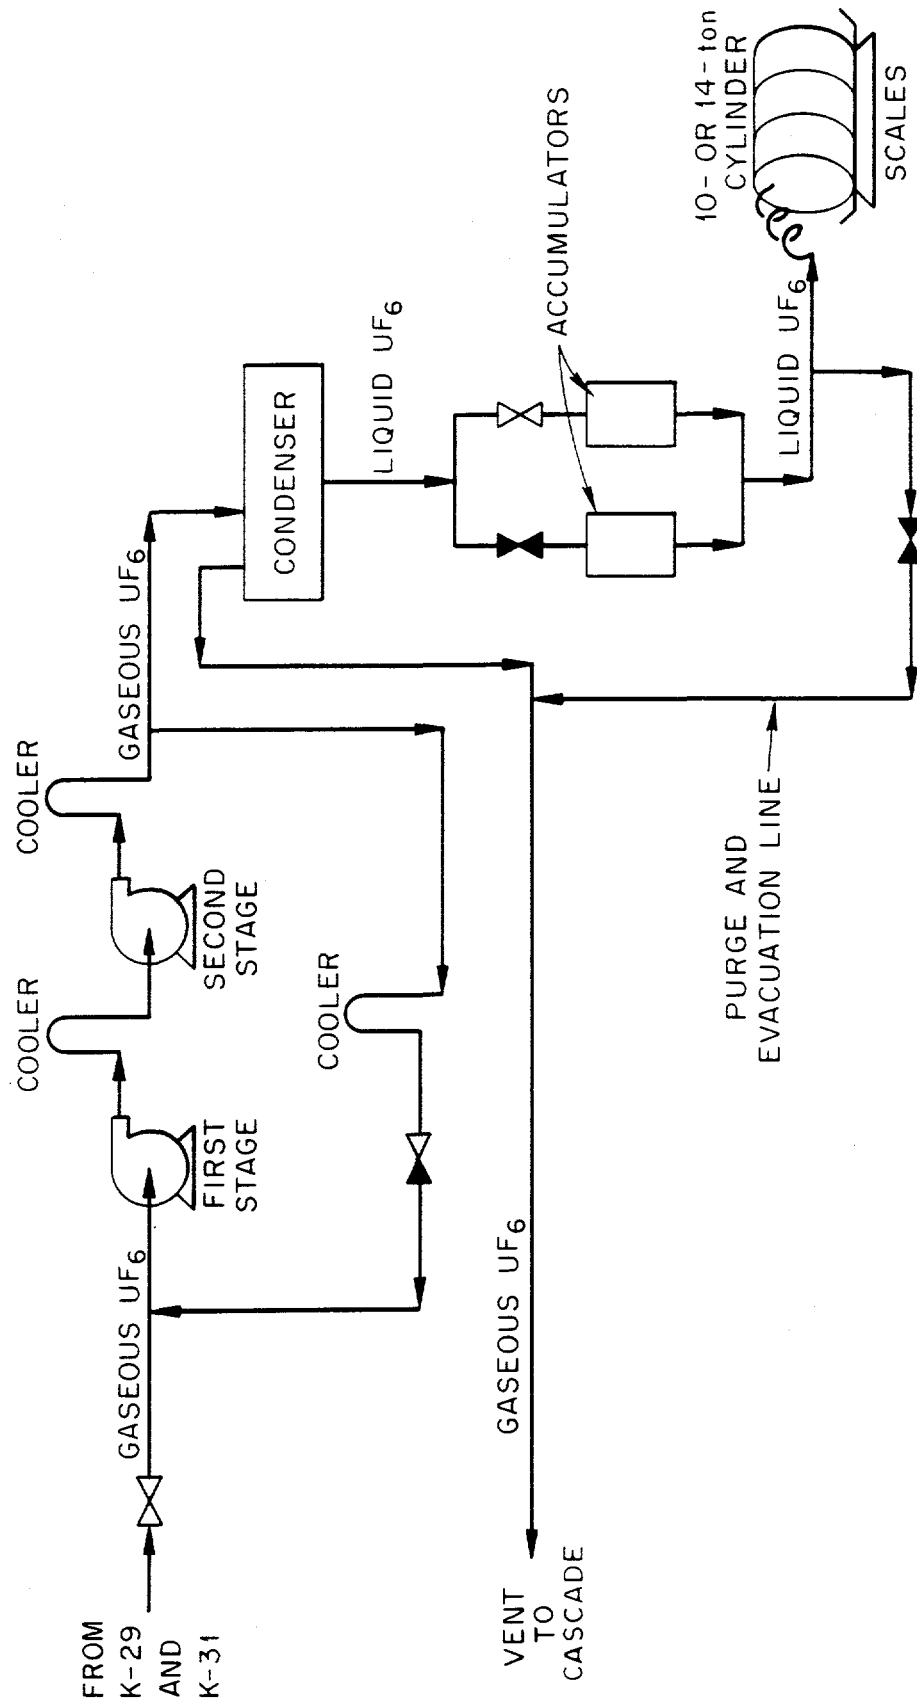 FROM
K-29
AND
K-31
GASEOUS UF6
FIRST
STAGE
COOLER
SECOND
STAGE
COOLER
GASEOUS UF6
COOLER
CONDENSER
LIQUID UF6
ACCUMULATORS
LIQUID UF6
10- OR 14-ton
CYLINDER
SCALES
GASEOUS UF6
VENT
TO
CASCADE
PURGE AND
EVACUATION LINE